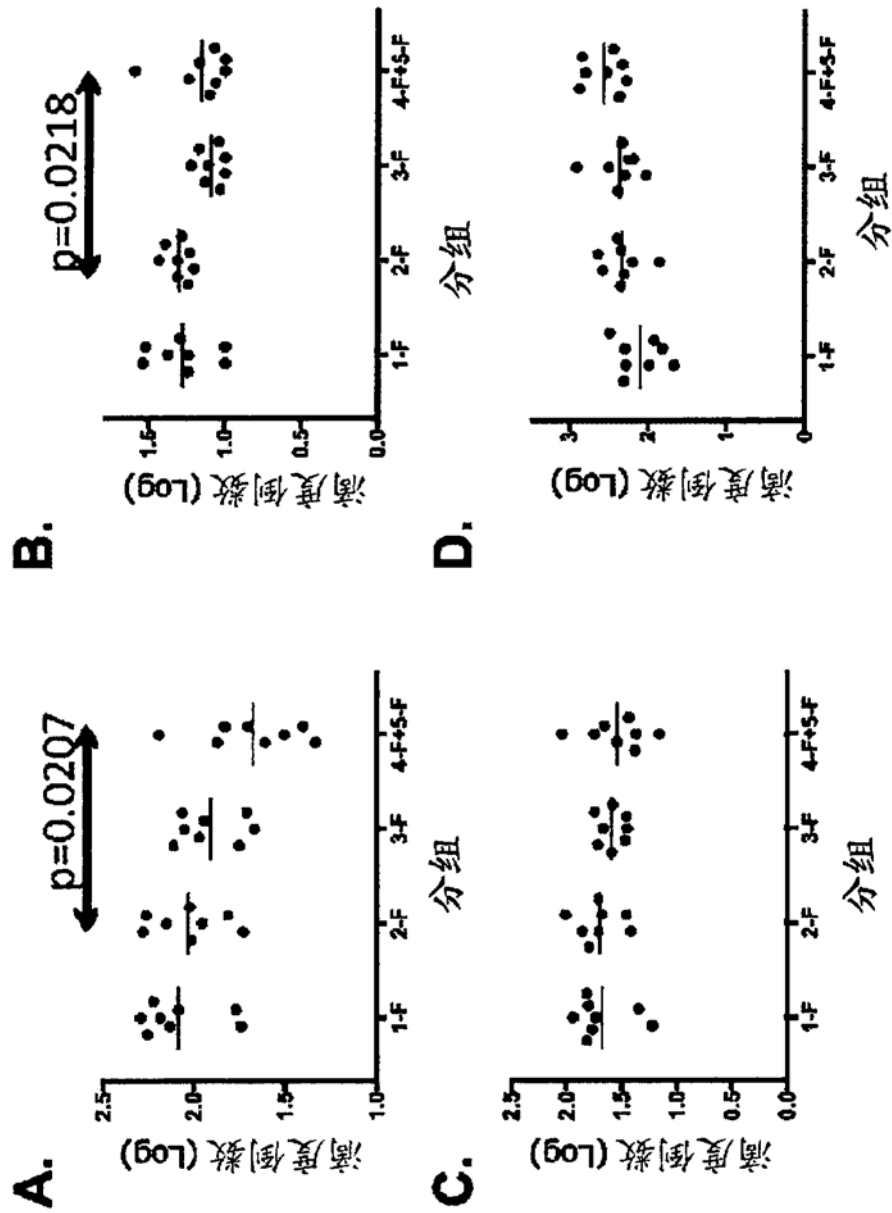 A.
p=0.0207
滴度倒数 (Log)
2.5
2.0
1.5
1.0
1-F
2-F
3-F
4-F+5-F
分组
B.
p=0.0218
滴度倒数 (Log)
1.5
1.0
0.5
0.0
1-F
2-F
3-F
4-F+5-F
分组
C.
滴度倒数 (Log)
2.5
2.0
1.5
1.0
0.5
0.0
1-F
2-F
3-F
4-F+5-F
分组
D.
滴度倒数 (Log)
3
2
1
0
1-F
2-F
3-F
4-F+5-F
分组